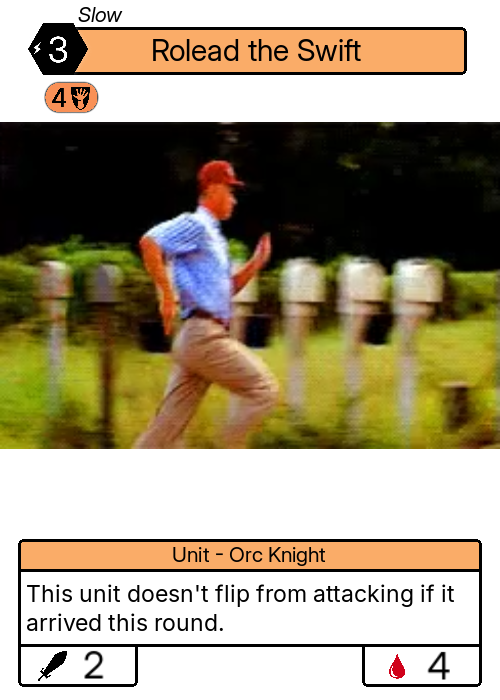 Slow
3 Rolead the Swift
4
Unit - Orc Knight
This unit doesn't flip from attacking if it
arrived this round.
2 4